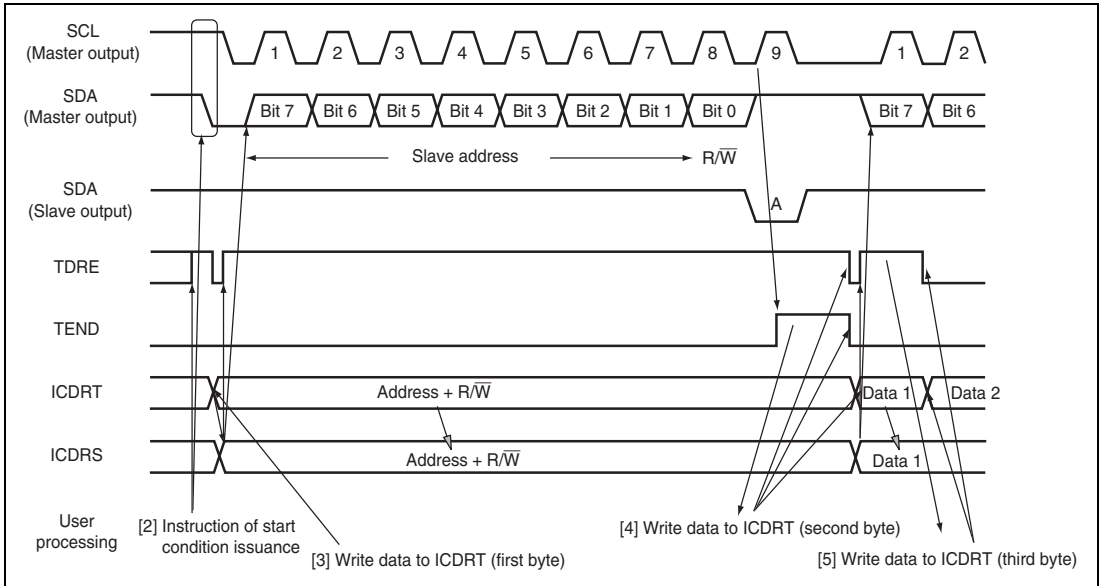 SCL
(Master output)
1 2 3 4 5 6 7 8 9 1 2
SDA
(Master output)
Bit 7 Bit 6 Bit 5 Bit 4 Bit 3 Bit 2 Bit 1 Bit 0 Bit 7 Bit 6
Slave address R/W̅
SDA
(Slave output)
A
TDRE
TEND
ICDRT
Address + R/W̅ Data 1 Data 2
ICDRS
Address + R/W̅ Data 1
User
processing
[2] Instruction of start
condition issuance
[3] Write data to ICDRT (first byte)
[4] Write data to ICDRT (second byte)
[5] Write data to ICDRT (third byte)